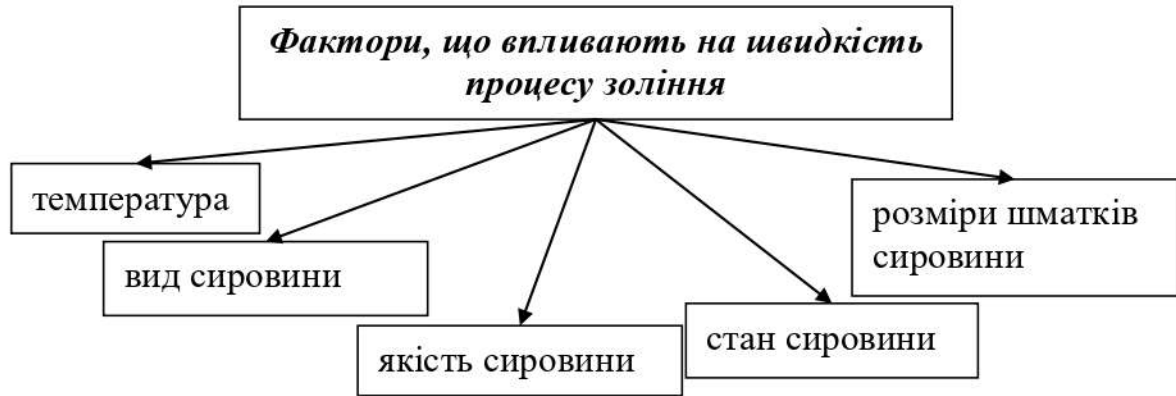 Фактори, що впливають на швидкість
процесу зоління
температура
вид сировини
якість сировини
стан сировини
розміри шматків
сировини